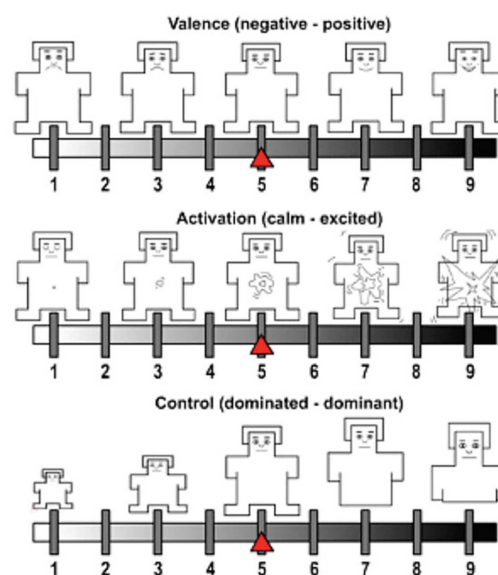 Valence (negative - positive)
1 2 3 4 5 6 7 8 9
Activation (calm - excited)
1 2 3 4 5 6 7 8 9
Control (dominated - dominant)
1 2 3 4 5 6 7 8 9